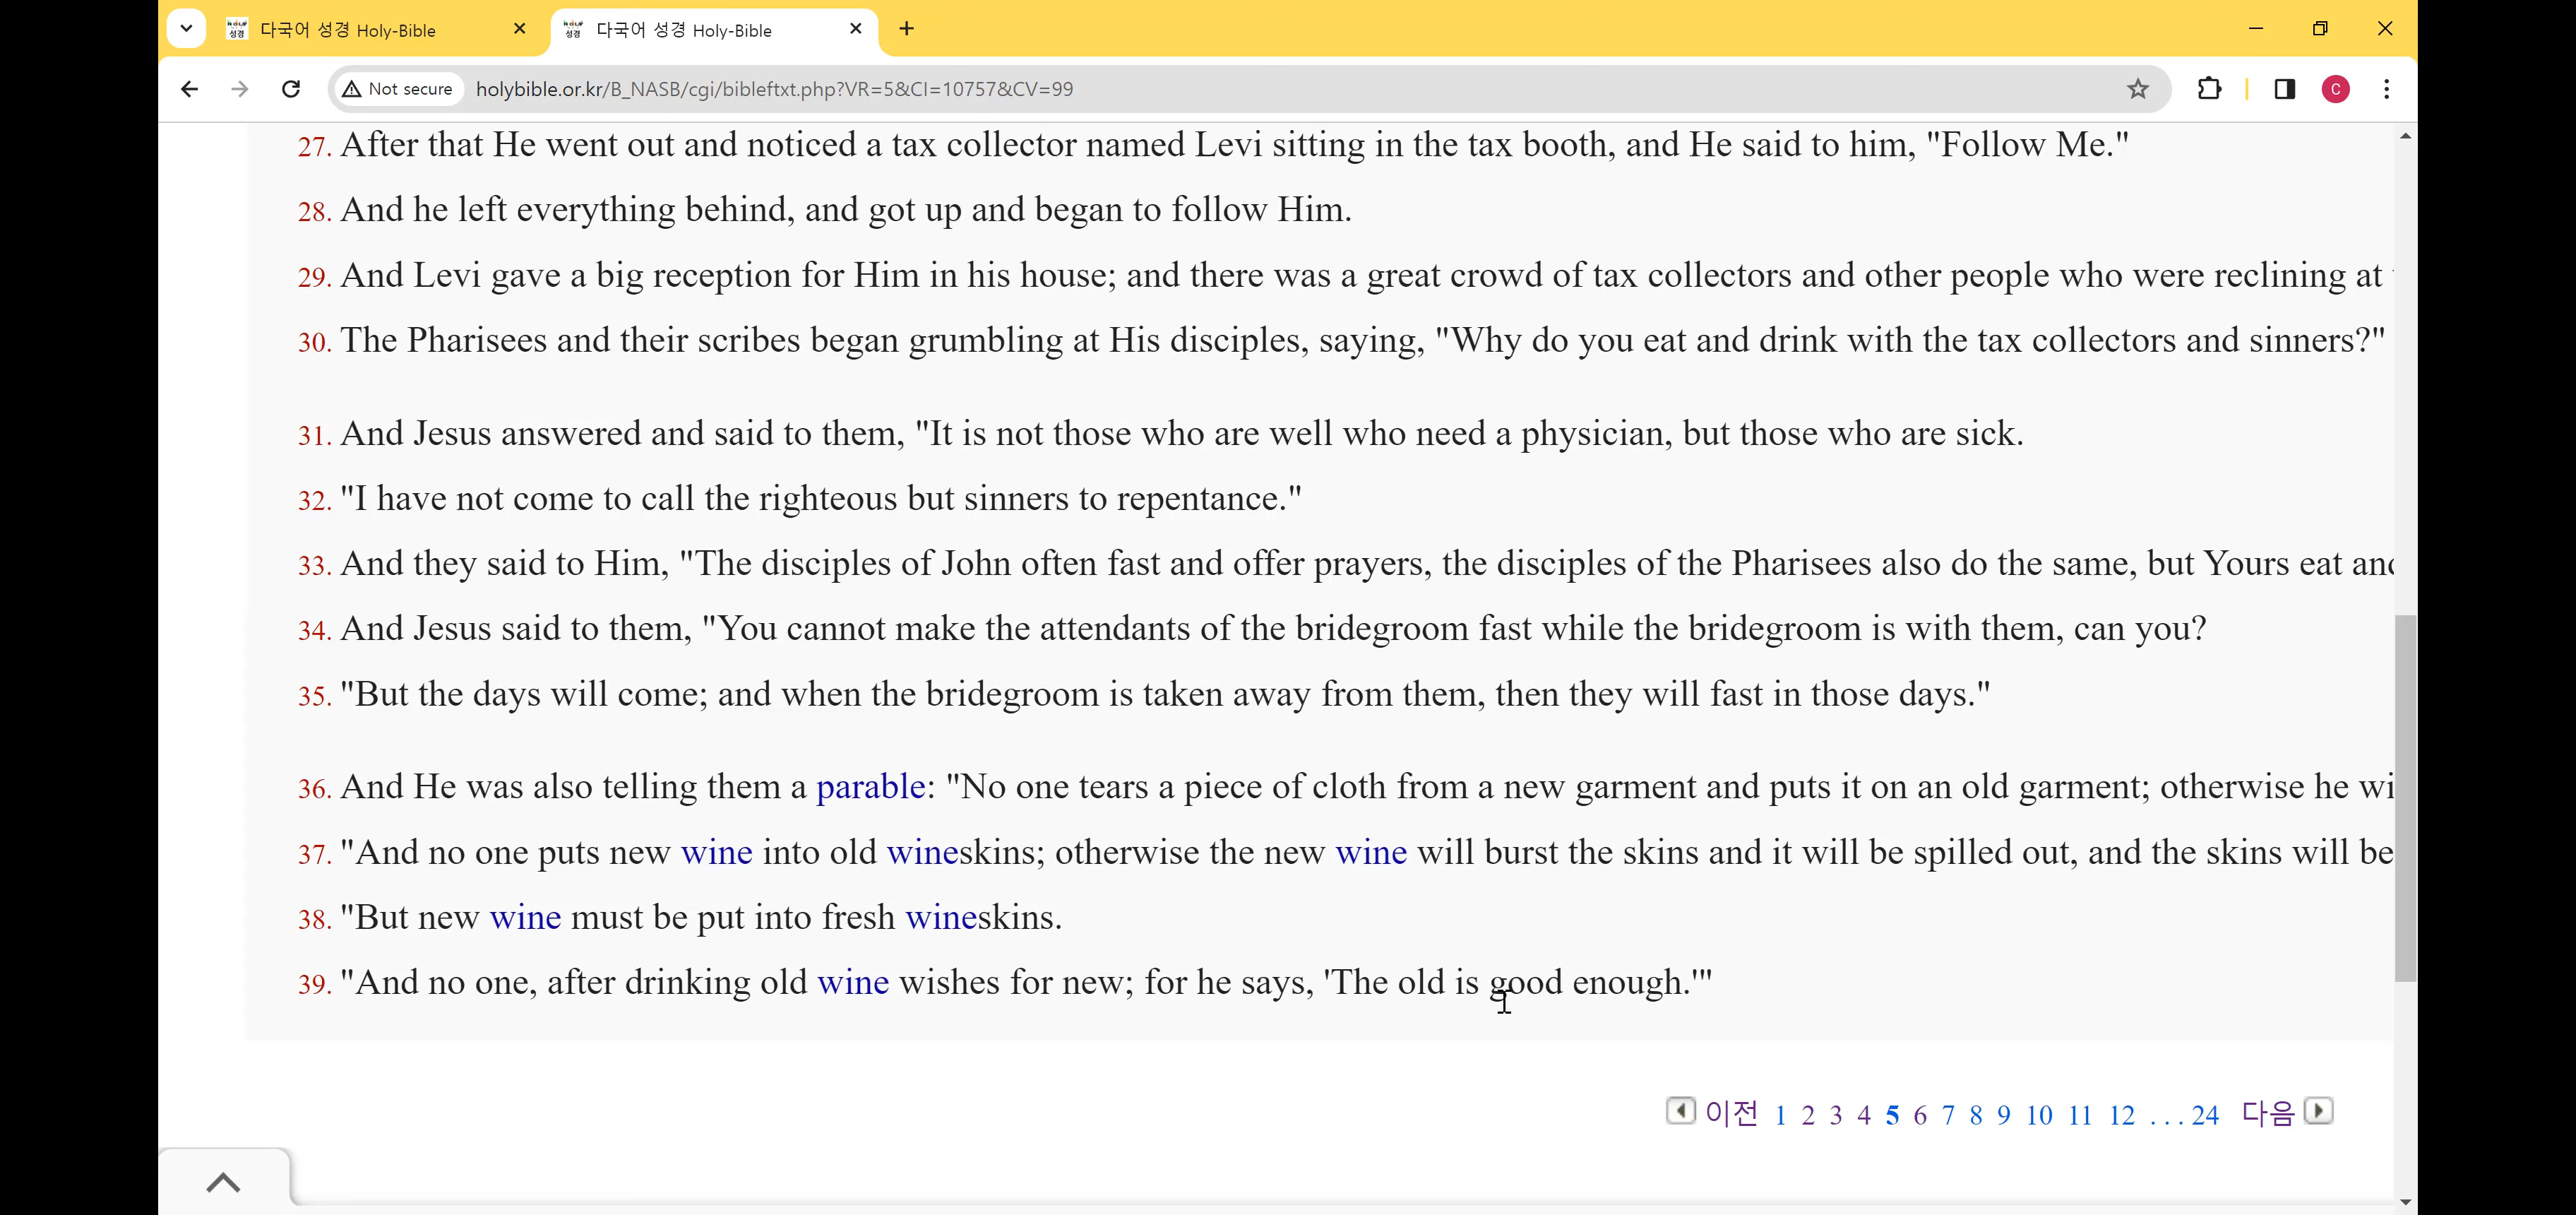 다국어 성경 Holy-Bible
다국어 성경 Holy-Bible
Not secure holybible.or.kr/B_NASB/cgi/bibleftxt.php?VR=5&CI=10757&CV=99 C
27. After that He went out and noticed a tax collector named Levi sitting in the tax booth, and He said to him, "Follow Me."
28. And he left everything behind, and got up and began to follow Him.
29. And Levi gave a big reception for Him in his house; and there was a great crowd of tax collectors and other people who were reclining at
30. The Pharisees and their scribes began grumbling at His disciples, saying, "Why do you eat and drink with the tax collectors and sinners?"
31. And Jesus answered and said to them, "It is not those who are well who need a physician, but those who are sick.
32. "I have not come to call the righteous but sinners to repentance."
33. And they said to Him, "The disciples of John often fast and offer prayers, the disciples of the Pharisees also do the same, but Yours eat and
34. And Jesus said to them, "You cannot make the attendants of the bridegroom fast while the bridegroom is with them, can you?
35. "But the days will come; and when the bridegroom is taken away from them, then they will fast in those days."
36. And He was also telling them a parable: "No one tears a piece of cloth from a new garment and puts it on an old garment; otherwise he wi
37. "And no one puts new wine into old wineskins; otherwise the new wine will burst the skins and it will be spilled out, and the skins will be
38. "But new wine must be put into fresh wineskins.
39. "And no one, after drinking old wine wishes for new; for he says, 'The old is good enough.'"
이전 1 2 3 4 5 6 7 8 9 10 11 12 ...24 다음